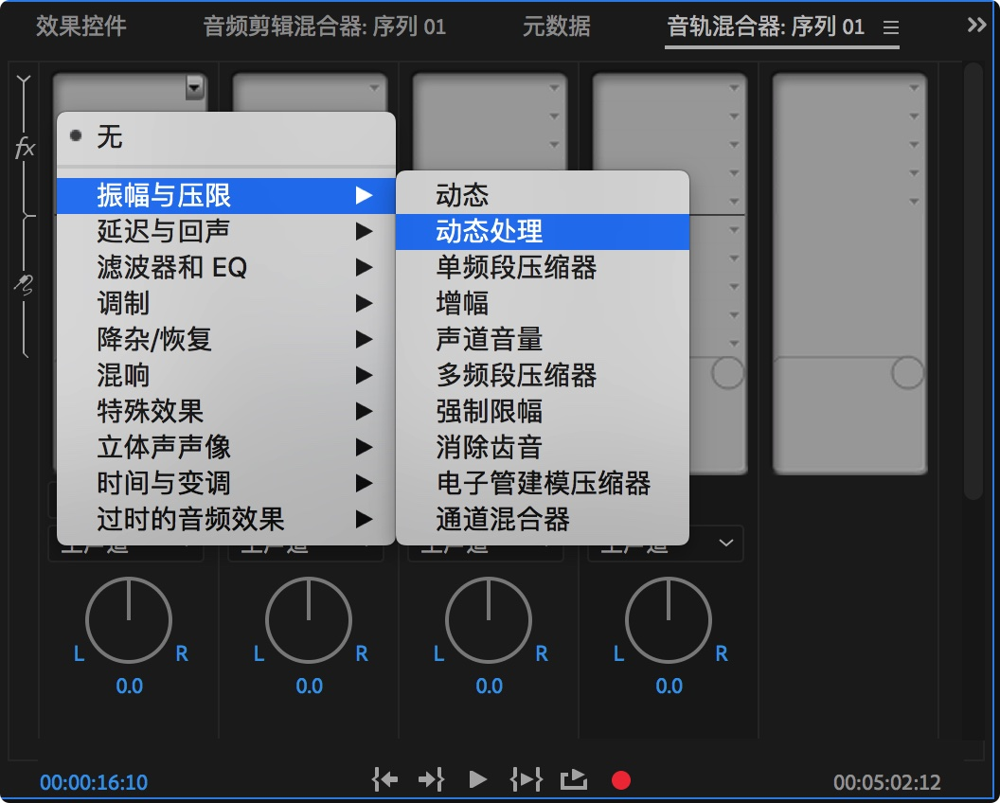 效果控件
音频剪辑混合器: 序列 01
元数据
音轨混合器: 序列 01
fx
无
振幅与压限
延迟与回声
滤波器和 EQ
调制
降杂/恢复
混响
特殊效果
立体声声像
时间与变调
过时的音频效果
动态
动态处理
单频段压缩器
增幅
声道音量
多频段压缩器
强制限幅
消除齿音
电子管建模压缩器
通道混合器
L R
L R
L R
L R
0.0
0.0
0.0
0.0
00:00:16:10
00:05:02:12